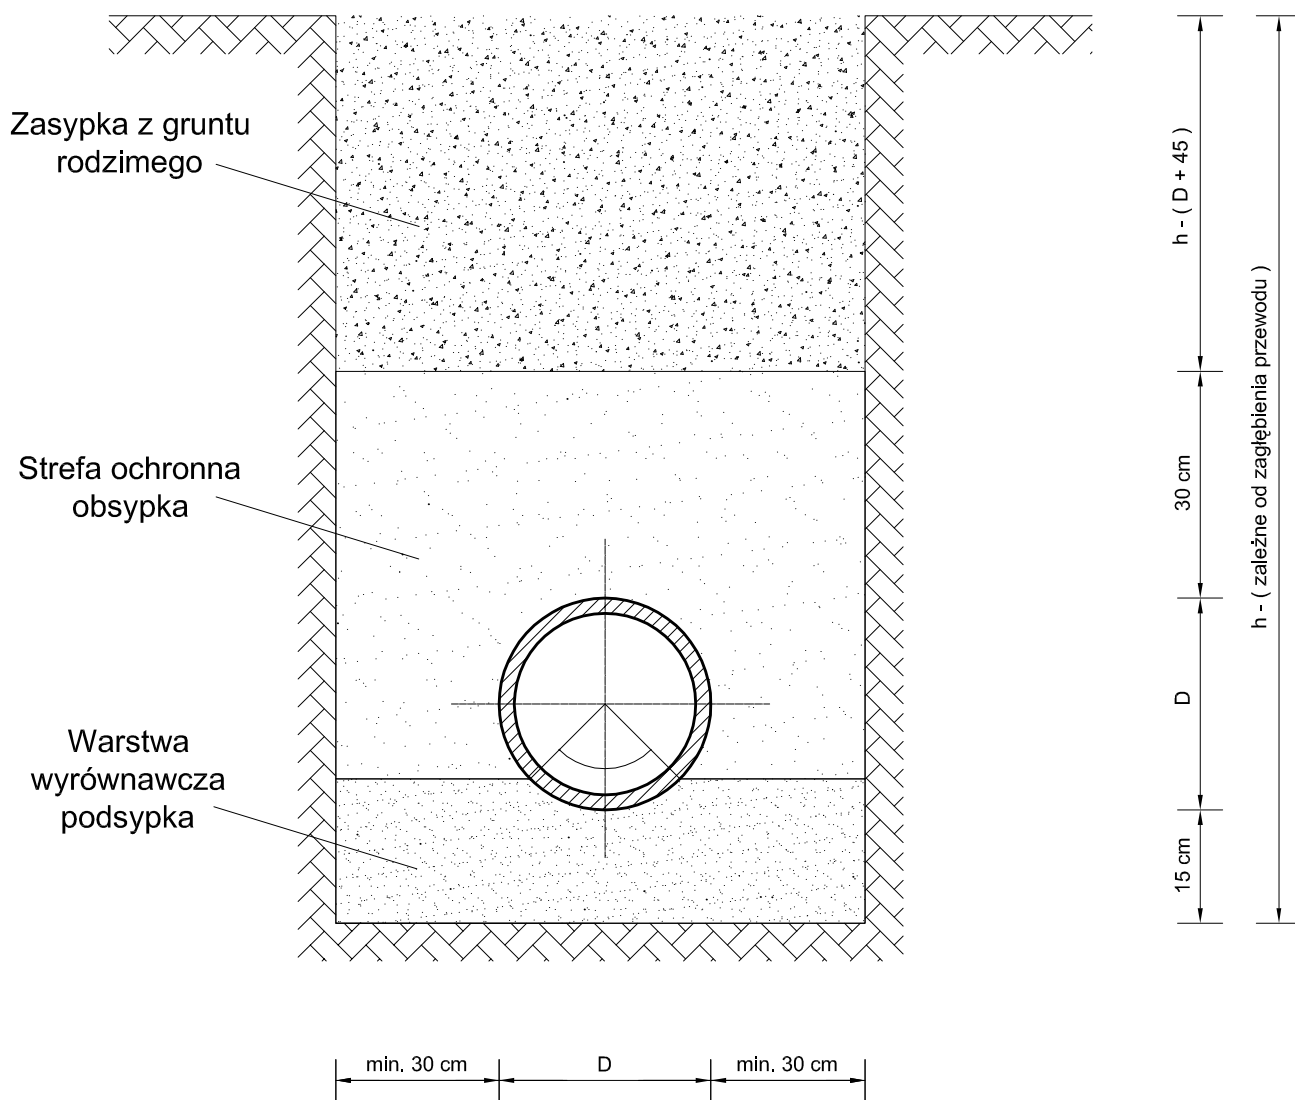 Zasypka z gruntu
rodzimego
Strefa ochronna
obsypka
Warstwa
wyrównawcza
podsypka
h - ( D + 45 )
30 cm
D
15 cm
h - ( zależne od zagłębienia przewodu )
min. 30 cm
D
min. 30 cm